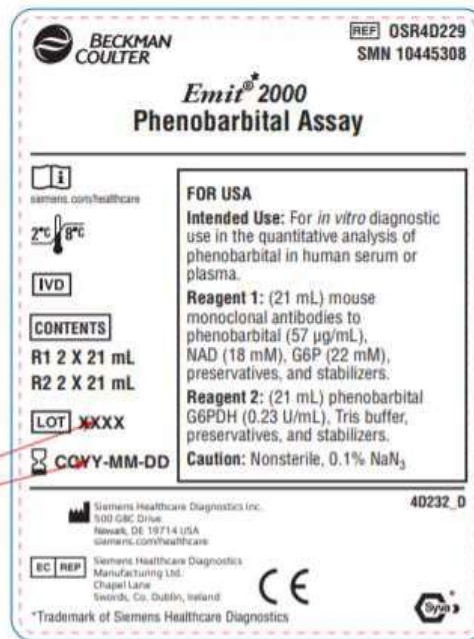 BECKMAN
COULTER
REF OSR4D229
SMN 10445308
Emit®*2000
Phenobarbital Assay
i
siemens.com/healthcare
2°C 8°C
IVD
CONTENTS
R1 2 X 21 mL
R2 2 X 21 mL
LOT XXXX
CCYY-MM-DD
FOR USA
Intended Use: For in vitro diagnostic
use in the quantitative analysis of
phenobarbital in human serum or
plasma.
Reagent 1: (21 mL) mouse
monoclonal antibodies to
phenobarbital (57 µg/mL),
NAD (18 mM), G6P (22 mM),
preservatives, and stabilizers.
Reagent 2: (21 mL) phenobarbital
G6PDH (0.23 U/mL), Tris buffer,
preservatives, and stabilizers.
Caution: Nonsterile, 0.1% NaN₃
4D232_D
Siemens Healthcare Diagnostics Inc.
500 GBC Drive
Newark, DE 19714 USA
siemens.com/healthcare
EC REP
Siemens Healthcare Diagnostics
Manufacturing Ltd.
Chapel Lane
Swords, Co. Dublin, Ireland
CE
Syva*
*Trademark of Siemens Healthcare Diagnostics